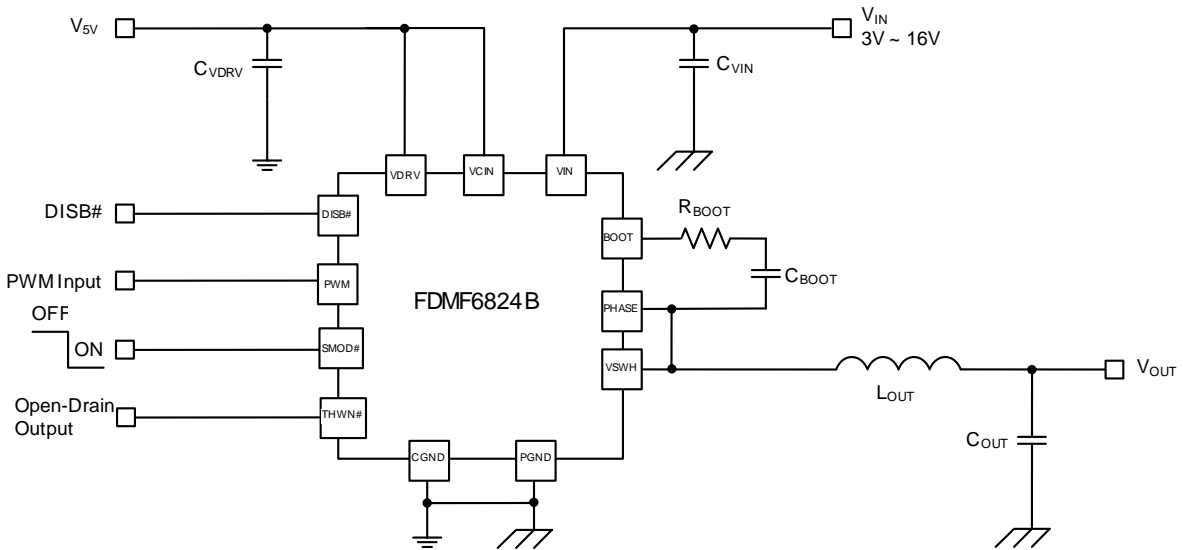 V5V
VIN
3V ~ 16V
CVDRV
CVIN
VDRV
VCIN
VIN
DISB#
DISB#
BOOT
RBOOT
CBOOT
PWM Input
PWM
FDMF6824B
PHASE
OFF
ON
SMOD#
VSWH
LOUT
VOUT
Open-Drain
Output
THWN#
COUT
CGND
PGND